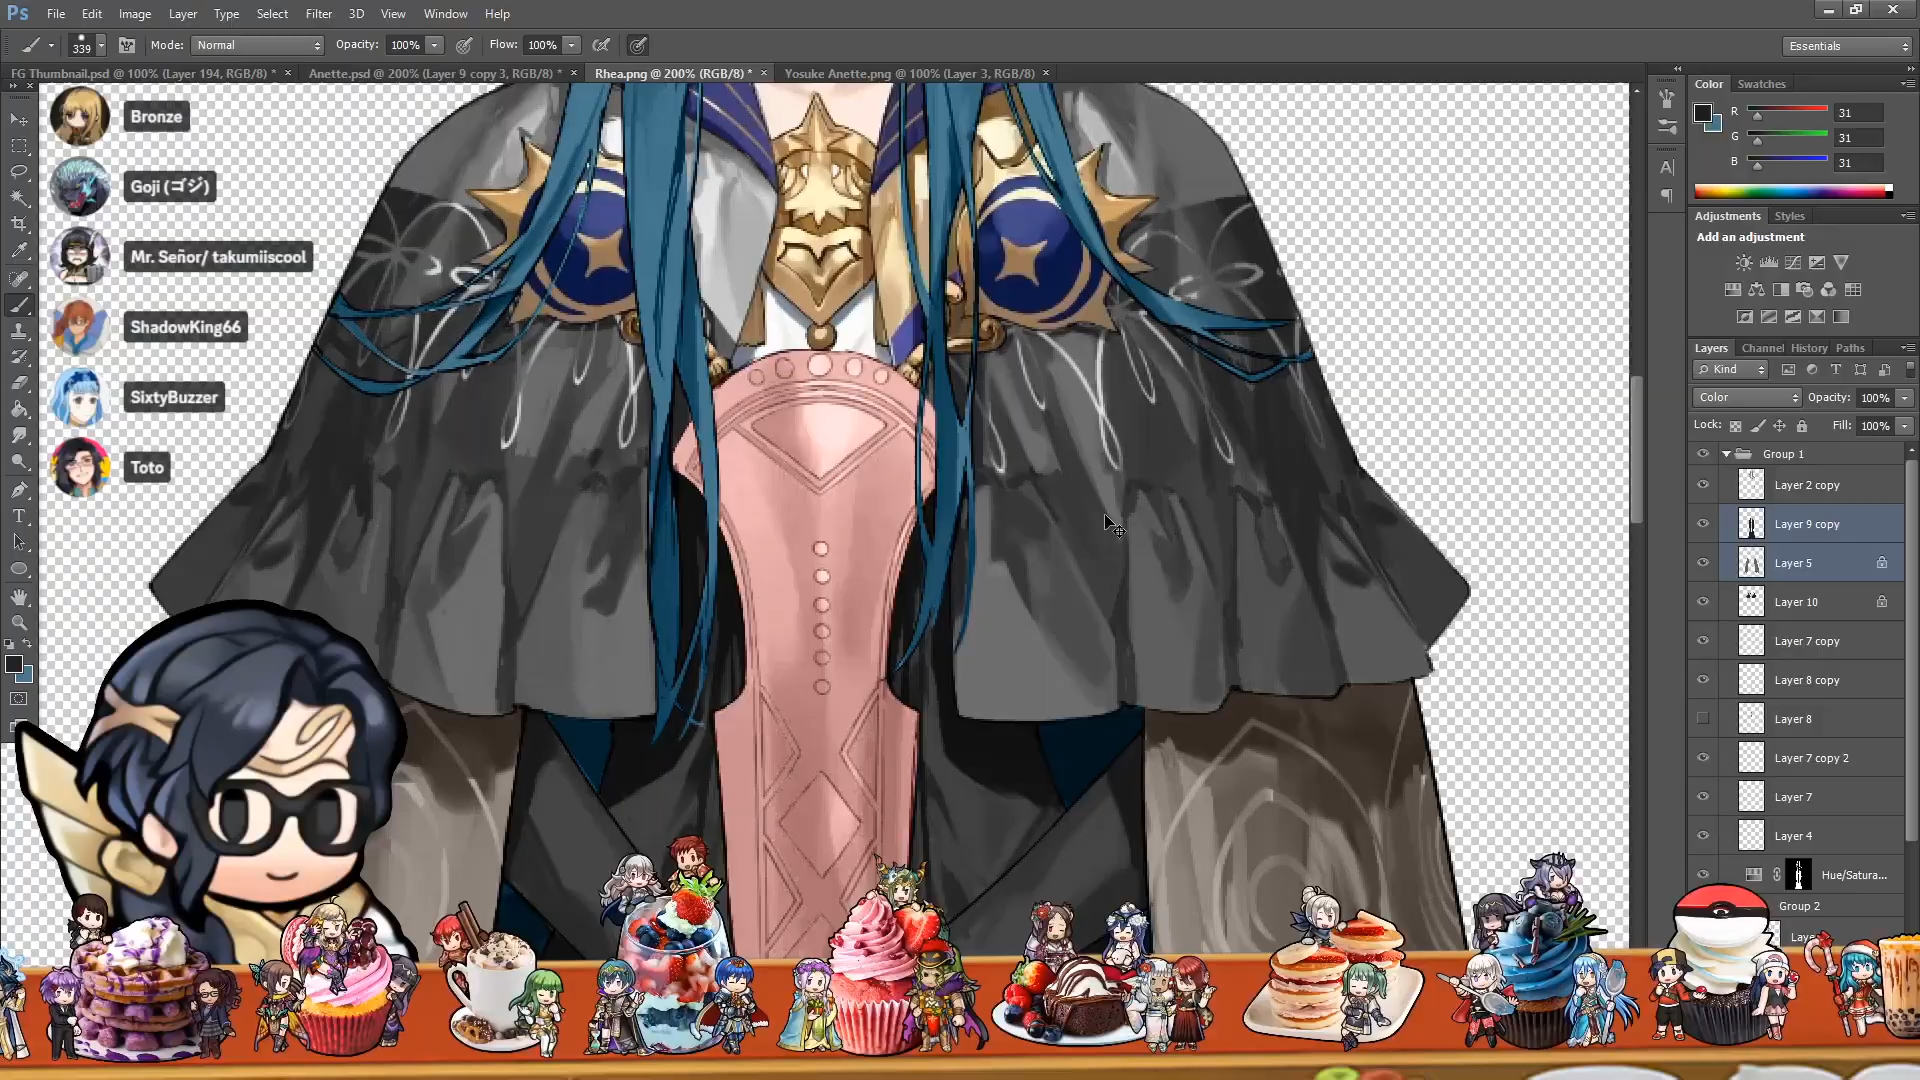 Ps File Edit Image Layer Type Select Filter 3D View Window Help
339 Mode: Normal Opacity: 100% Flow: 100% Essentials
FG Thumbnail.psd @ 100% (Layer 194, RGB/8) * × Anette.psd @ 200% (Layer 9 copy 3, RGB/8) * × Rhea.png @ 200% (RGB/8) * × Yosuke Anette.png @ 100% (Layer 3, RGB/8) ×
Bronze
Goji (ゴジ)
Mr. Señor/ takumiiscool
ShadowKing66
SixtyBuzzer
Toto
Color Swatches
R 31
G 31
B 31
Adjustments Styles
Add an adjustment
Layers Channel History Paths
Kind
Color Opacity: 100%
Lock: Fill: 100%
Group 1
Layer 2 copy
Layer 9 copy
Layer 5
Layer 10
Layer 7 copy
Layer 8 copy
Layer 8
Layer 7 copy 2
Layer 7
Layer 4
Hue/Satura...
Group 2